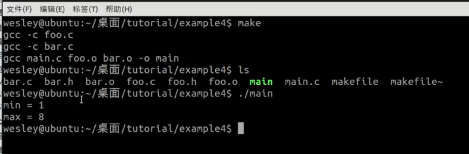 文件(F) 编辑(E) 标签(T) 帮助(H)
wesley@ubuntu:~/桌面/tutorial/example4$ make
gcc -c foo.c
gcc -c bar.c
gcc main.c foo.o bar.o -o main
wesley@ubuntu:~/桌面/tutorial/example4$ ls
bar.c bar.h bar.o foo.c foo.h foo.o main main.c makefile makefile~
wesley@ubuntu:~/桌面/tutorial/example4$ ./main
min = 1
max = 8
wesley@ubuntu:~/桌面/tutorial/example4$